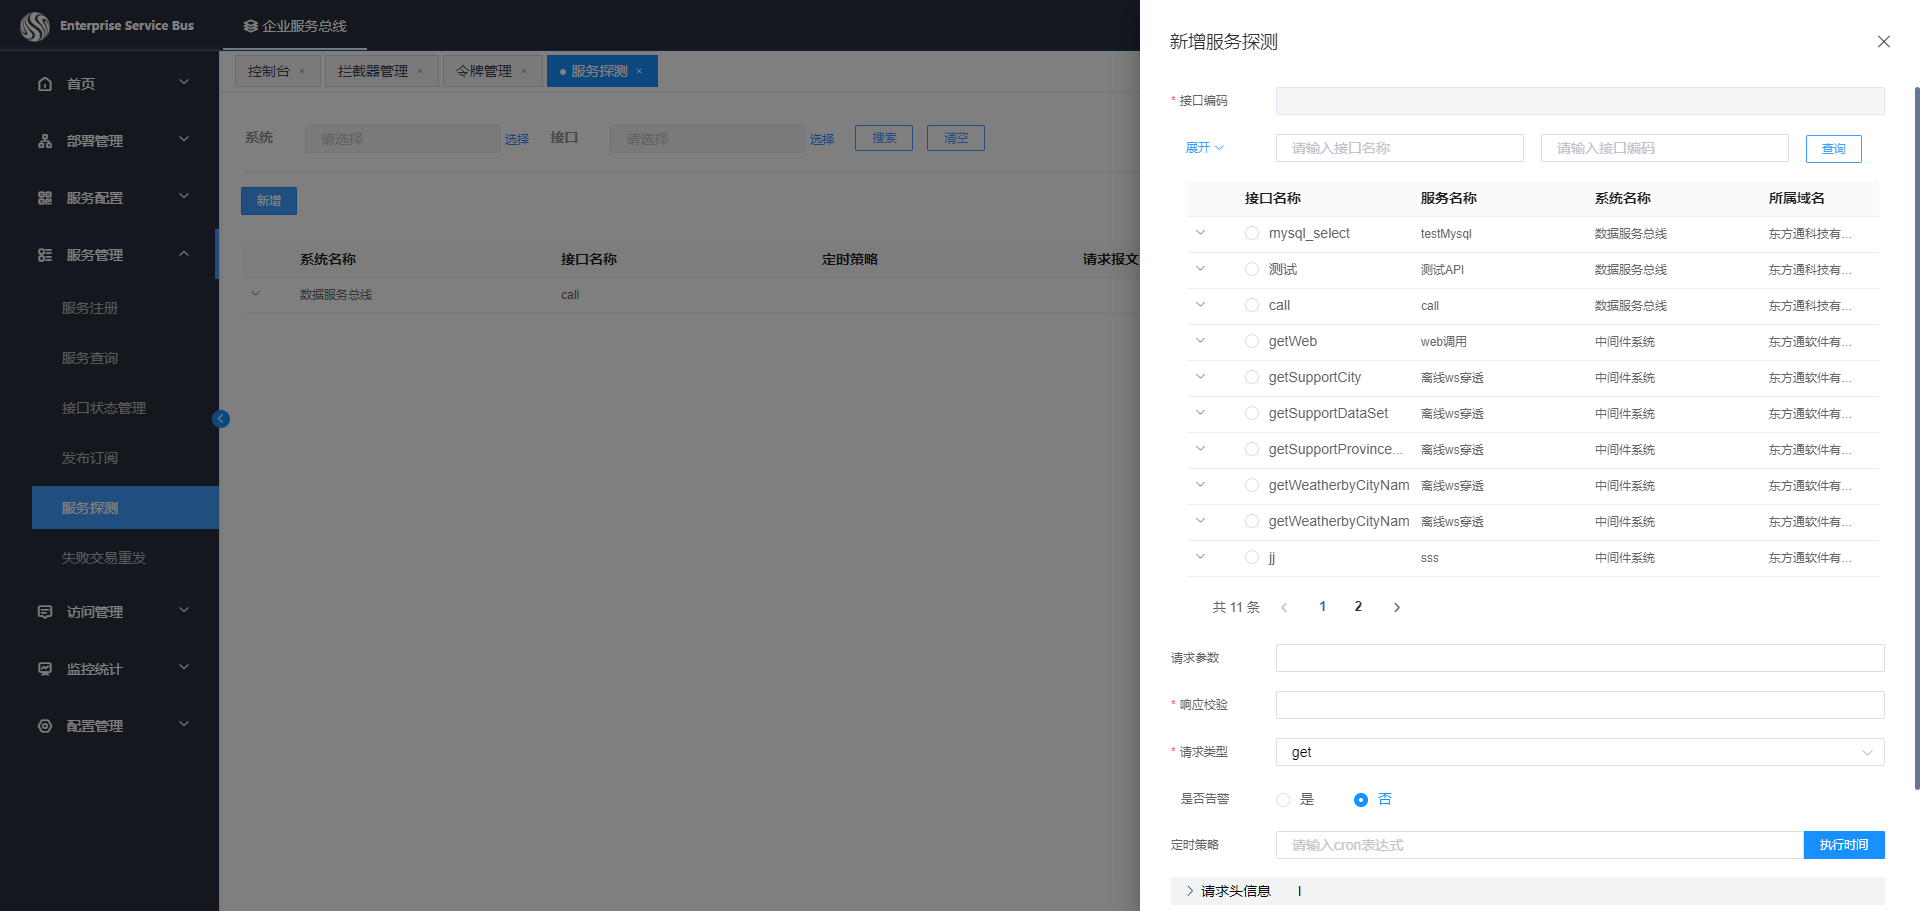 Enterprise Service Bus
企业服务总线
首页
部署管理
服务配置
服务管理
服务注册
服务查询
接口状态管理
发布订阅
服务探测
失败交易重发
访问管理
监控统计
配置管理
控制台 × 拦截器管理 × 令牌管理 × 服务探测 ×
系统 请选择 选择 接口 请选择 选择 搜索 清空
新增
系统名称 接口名称 定时策略 请求报文
数据服务总线 call
新增服务探测
* 接口编码
展开 请输入接口名称 请输入接口编码 查询
接口名称 服务名称 系统名称 所属域名
mysql_select testMysql 数据服务总线 东方通科技有...
测试 测试API 数据服务总线 东方通科技有...
call call 数据服务总线 东方通科技有...
getWeb web调用 中间件系统 东方通软件有...
getSupportCity 离线ws穿透 中间件系统 东方通软件有...
getSupportDataSet 离线ws穿透 中间件系统 东方通软件有...
getSupportProvince... 离线ws穿透 中间件系统 东方通软件有...
getWeatherbyCityNam 离线ws穿透 中间件系统 东方通软件有...
getWeatherbyCityNam 离线ws穿透 中间件系统 东方通软件有...
jj sss 中间件系统 东方通软件有...
共 11 条 1 2
请求参数
* 响应校验
* 请求类型 get
是否告警 是 否
定时策略 请输入cron表达式 执行时间
请求头信息